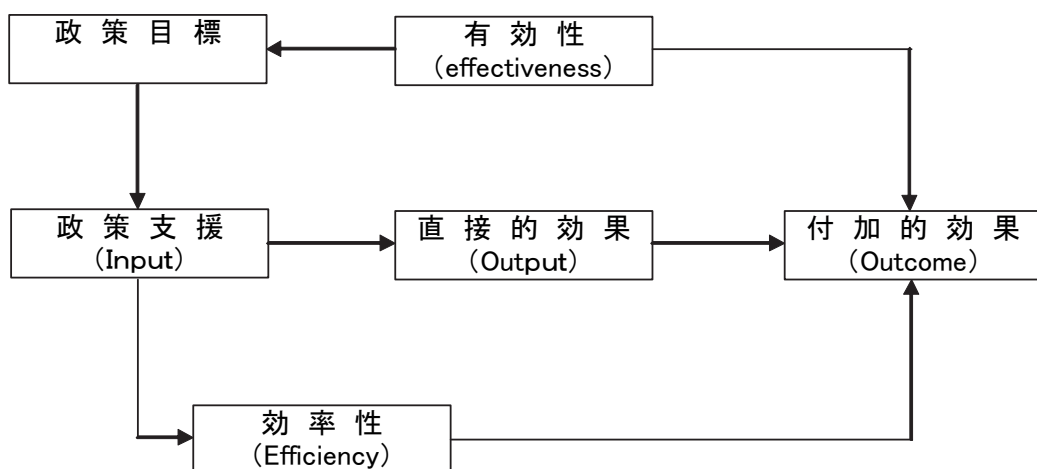 政策目標
有効性
（effectiveness）
政策支援
（Input）
直接的効果
（Output）
付加的効果
（Outcome）
効率性
（Efficiency）